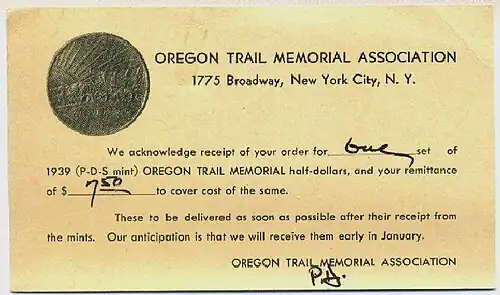 OREGON TRAIL MEMORIAL ASSOCIATION
1775 Broadway, New York City, N. Y.
We acknowledge receipt of your order for one set of
1939 (P-D-S mint) OREGON TRAIL MEMORIAL half-dollars, and your remittance
of $ 7 50 to cover cost of the same.
These to be delivered as soon as possible after their receipt from
the mints. Our anticipation is that we will receive them early in January.
OREGON TRAIL MEMORIAL ASSOCIATION
P.D.